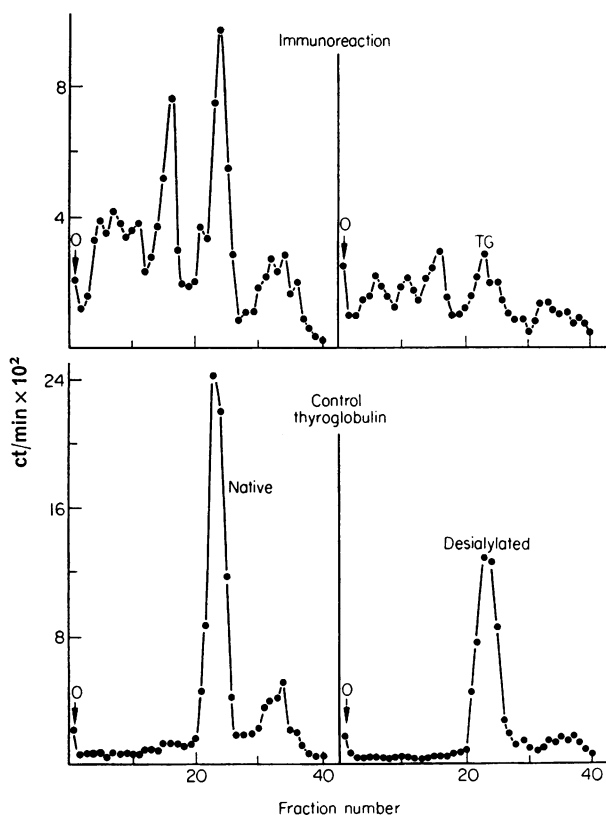 Immunoreaction
8
4
O
O
TG
ct/min × 10²
24
16
8
Control
thyroglobulin
Native
Desialylated
O
O
20
40
20
40
Fraction number